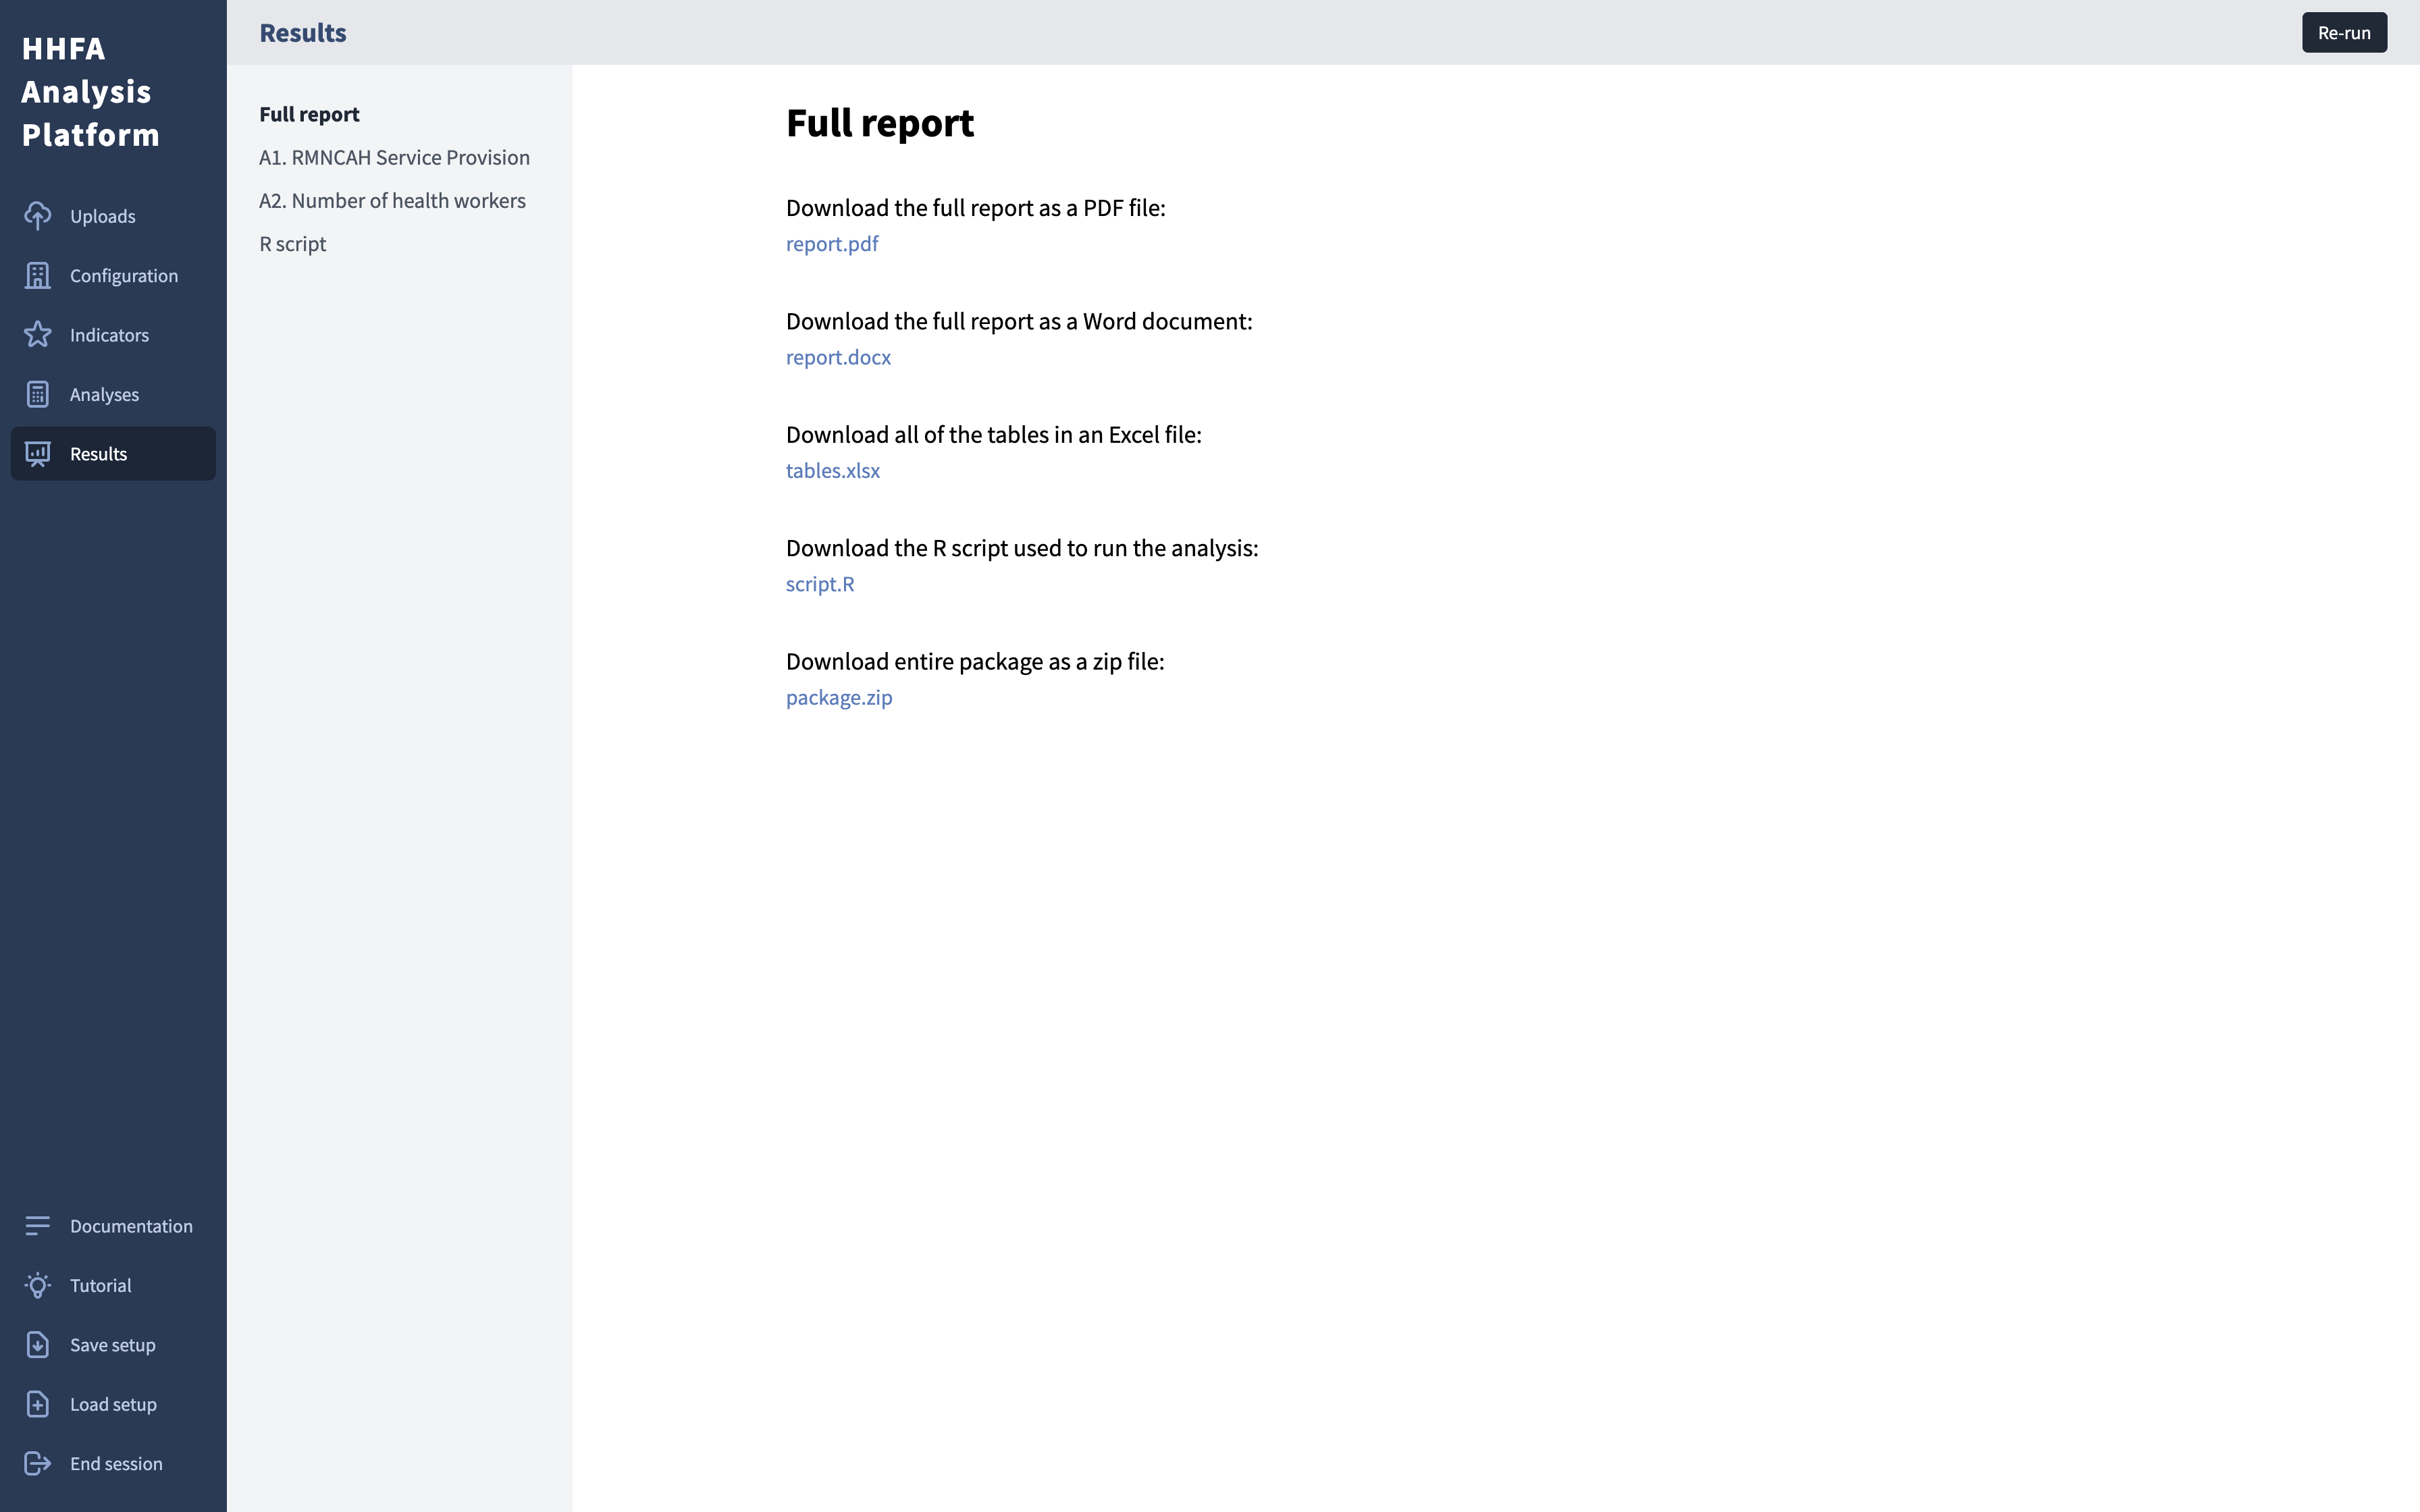 HHFA
Analysis
Platform
Uploads
Configuration
Indicators
Analyses
Results
Documentation
Tutorial
Save setup
Load setup
End session
Results
Re-run
Full report
A1. RMNCAH Service Provision
A2. Number of health workers
R script
Full report
Download the full report as a PDF file:
report.pdf
Download the full report as a Word document:
report.docx
Download all of the tables in an Excel file:
tables.xlsx
Download the R script used to run the analysis:
script.R
Download entire package as a zip file:
package.zip